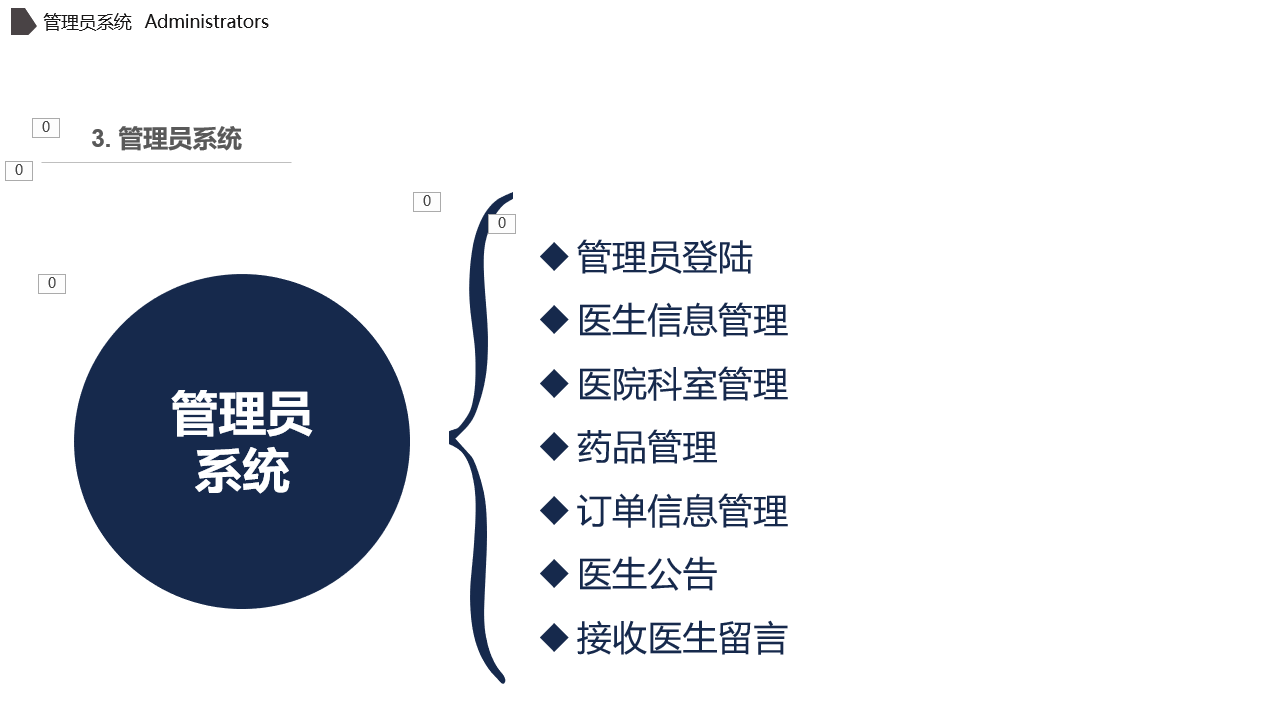 管理员系统 Administrators
0
3. 管理员系统
0
0
0
0
管理员
系统
管理员登陆
医生信息管理
医院科室管理
药品管理
订单信息管理
医生公告
接收医生留言